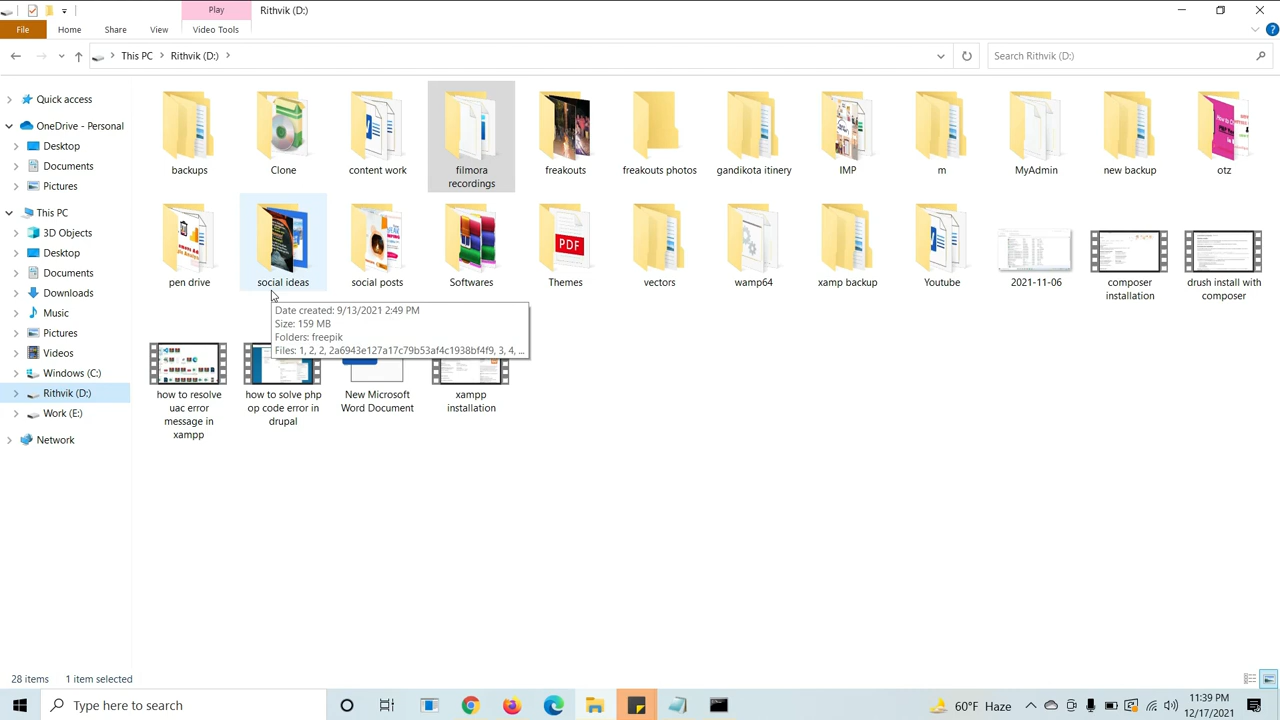 Play
Rithvik (D:)
File
Home
Share
View
Video Tools
This PC
Rithvik (D:)
Search Rithvik (D:)
Quick access
OneDrive - Personal
Desktop
Documents
Pictures
This PC
3D Objects
Desktop
Documents
Downloads
Music
Pictures
Videos
Windows (C:)
Rithvik (D:)
Work (E:)
Network
backups
Clone
content work
filmora
recordings
freakouts
freakouts photos
gandikota itinery
IMP
m
MyAdmin
new backup
otz
pen drive
social ideas
social posts
Softwares
PDF
Themes
vectors
wamp64
xamp backup
Youtube
2021-11-06
composer
installation
drush install with
composer
Date created: 9/13/2021 2:49 PM
Size: 159 MB
Folders: freepik
Files: 1, 2, 2, 2a6943e127a17c79b53af4c1938bf4f9, 3, 4, ...
how to resolve
uac error
message in
xampp
how to solve php
op code error in
drupal
New Microsoft
Word Document
xampp
installation
28 items
1 item selected
Type here to search
60°F Haze
11:39 PM
12/17/2021